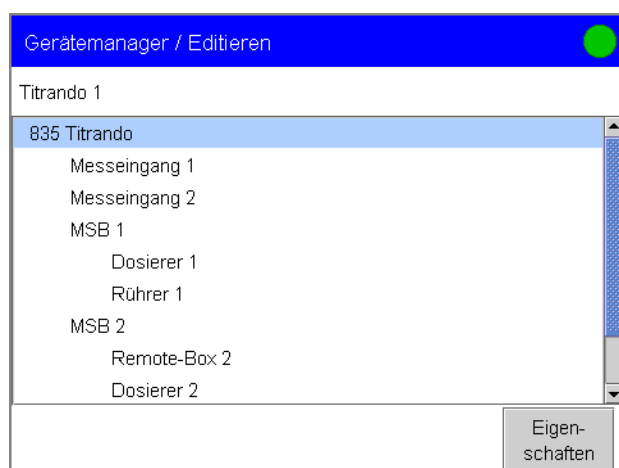 Gerätemanager / Editieren
Titrando 1
835 Titrando
Messeingang 1
Messeingang 2
MSB 1
Dosierer 1
Rührer 1
MSB 2
Remote-Box 2
Dosierer 2
Eigen-
schaften